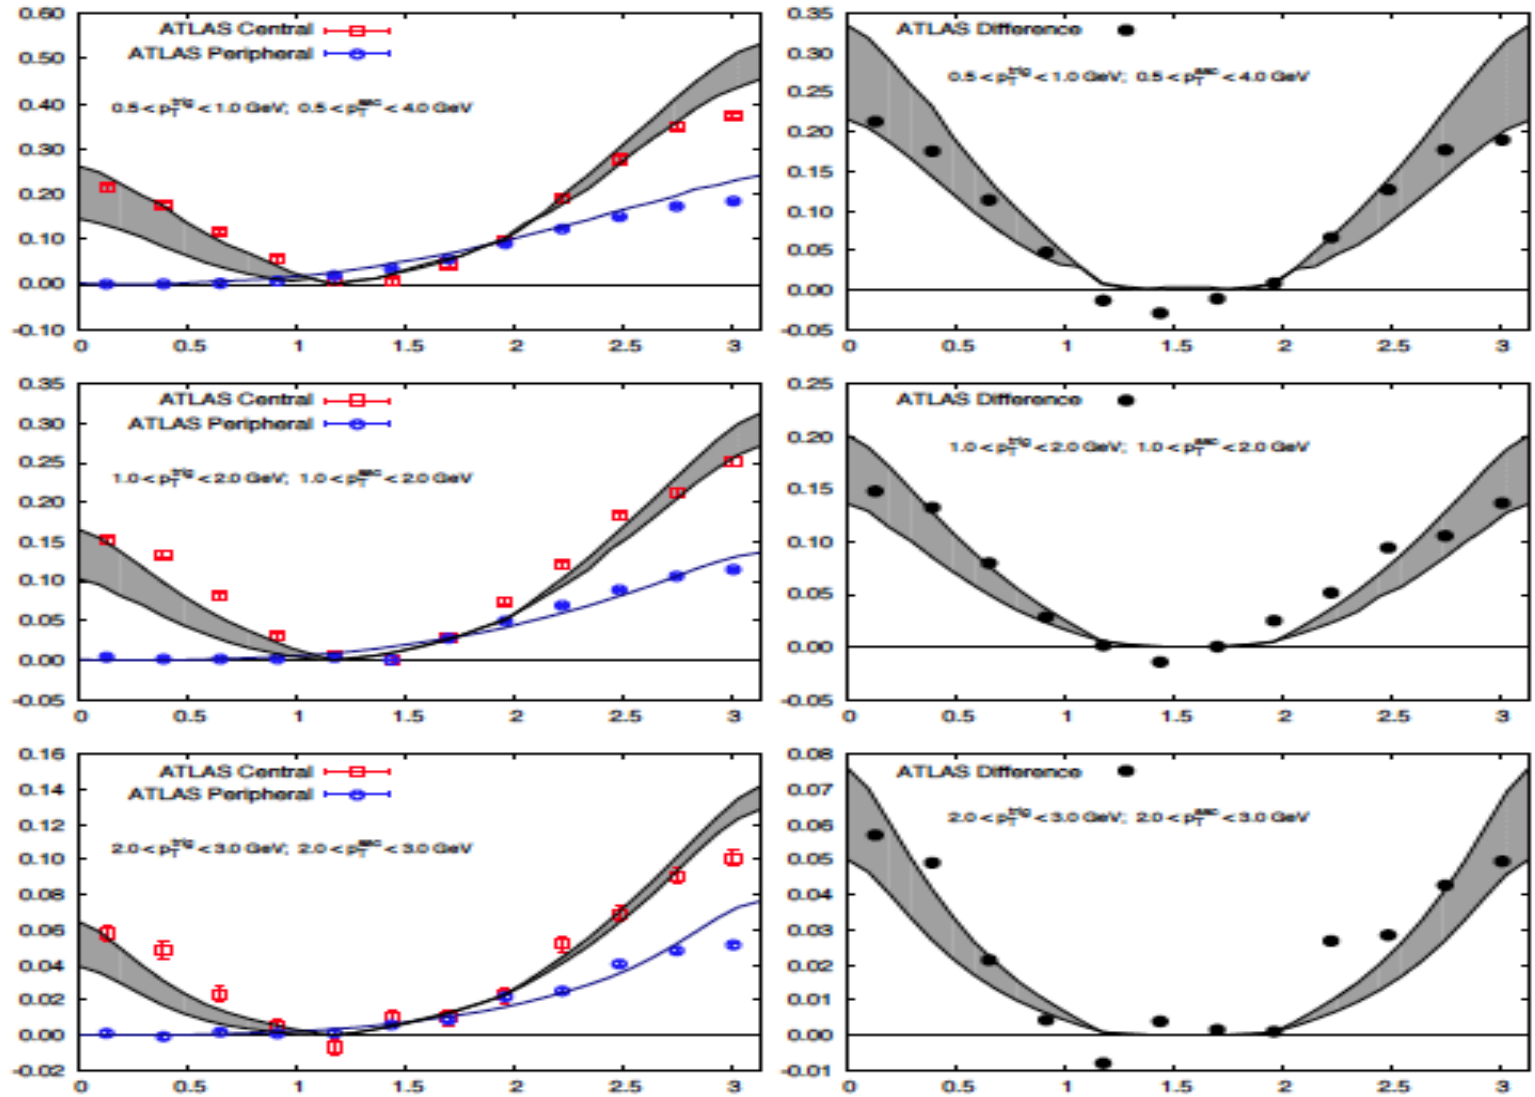 0.60
0.50
0.40
0.30
0.20
0.10
0.00
-0.10
ATLAS Central
ATLAS Peripheral
0.5 < p_T^trig < 1.0 GeV; 0.5 < p_T^asc < 4.0 GeV
0 0.5 1 1.5 2 2.5 3
0.35
0.30
0.25
0.20
0.15
0.10
0.05
0.00
-0.05
ATLAS Difference
0.5 < p_T^trig < 1.0 GeV; 0.5 < p_T^asc < 4.0 GeV
0 0.5 1 1.5 2 2.5 3
0.35
0.30
0.25
0.20
0.15
0.10
0.05
0.00
-0.05
ATLAS Central
ATLAS Peripheral
1.0 < p_T^trig < 2.0 GeV; 1.0 < p_T^asc < 2.0 GeV
0 0.5 1 1.5 2 2.5 3
0.25
0.20
0.15
0.10
0.05
0.00
-0.05
ATLAS Difference
1.0 < p_T^trig < 2.0 GeV; 1.0 < p_T^asc < 2.0 GeV
0 0.5 1 1.5 2 2.5 3
0.16
0.14
0.12
0.10
0.08
0.06
0.04
0.02
0.00
-0.02
ATLAS Central
ATLAS Peripheral
2.0 < p_T^trig < 3.0 GeV; 2.0 < p_T^asc < 3.0 GeV
0 0.5 1 1.5 2 2.5 3
0.08
0.07
0.06
0.05
0.04
0.03
0.02
0.01
0.00
-0.01
ATLAS Difference
2.0 < p_T^trig < 3.0 GeV; 2.0 < p_T^asc < 3.0 GeV
0 0.5 1 1.5 2 2.5 3